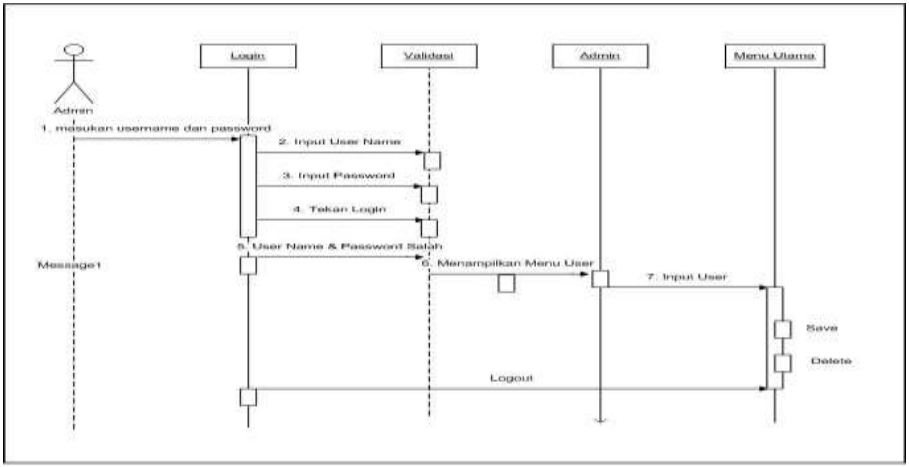 Login
Validasi
Admin
Menu Utama
Admin
1. masukan username dan password
2. Input User Name
3. Input Password
4. Tekan Login
5. User Name & Password Salah
Message1
6. Menampilkan Menu User
7. Input User
Save
Delete
Logout